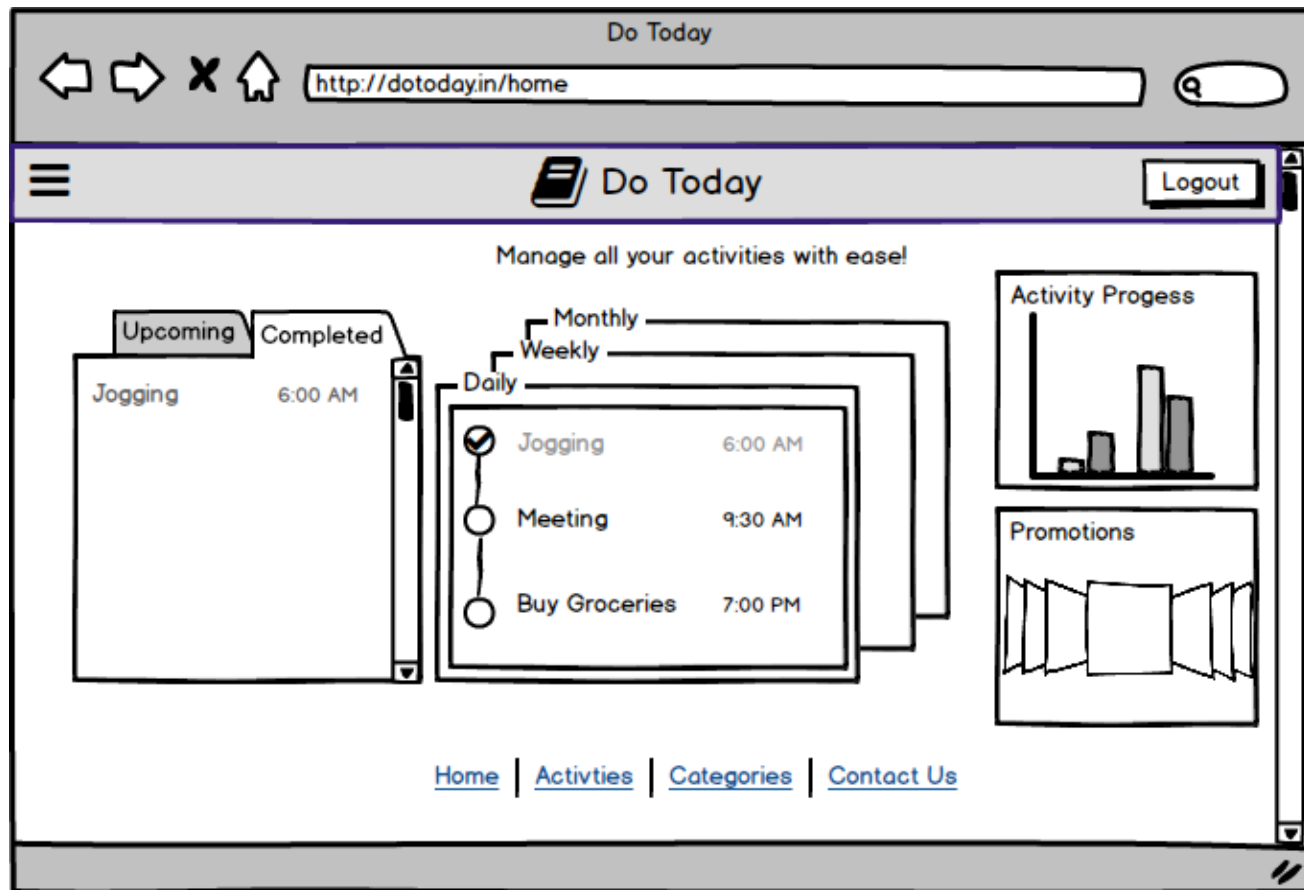 Do Today
http://dotoday.in/home
Do Today
Logout
Manage all your activities with ease!
Upcoming
Completed
Jogging 6:00 AM
Monthly
Weekly
Daily
Jogging 6:00 AM
Meeting 9:30 AM
Buy Groceries 7:00 PM
Activity Progess
Promotions
Home | Activties | Categories | Contact Us